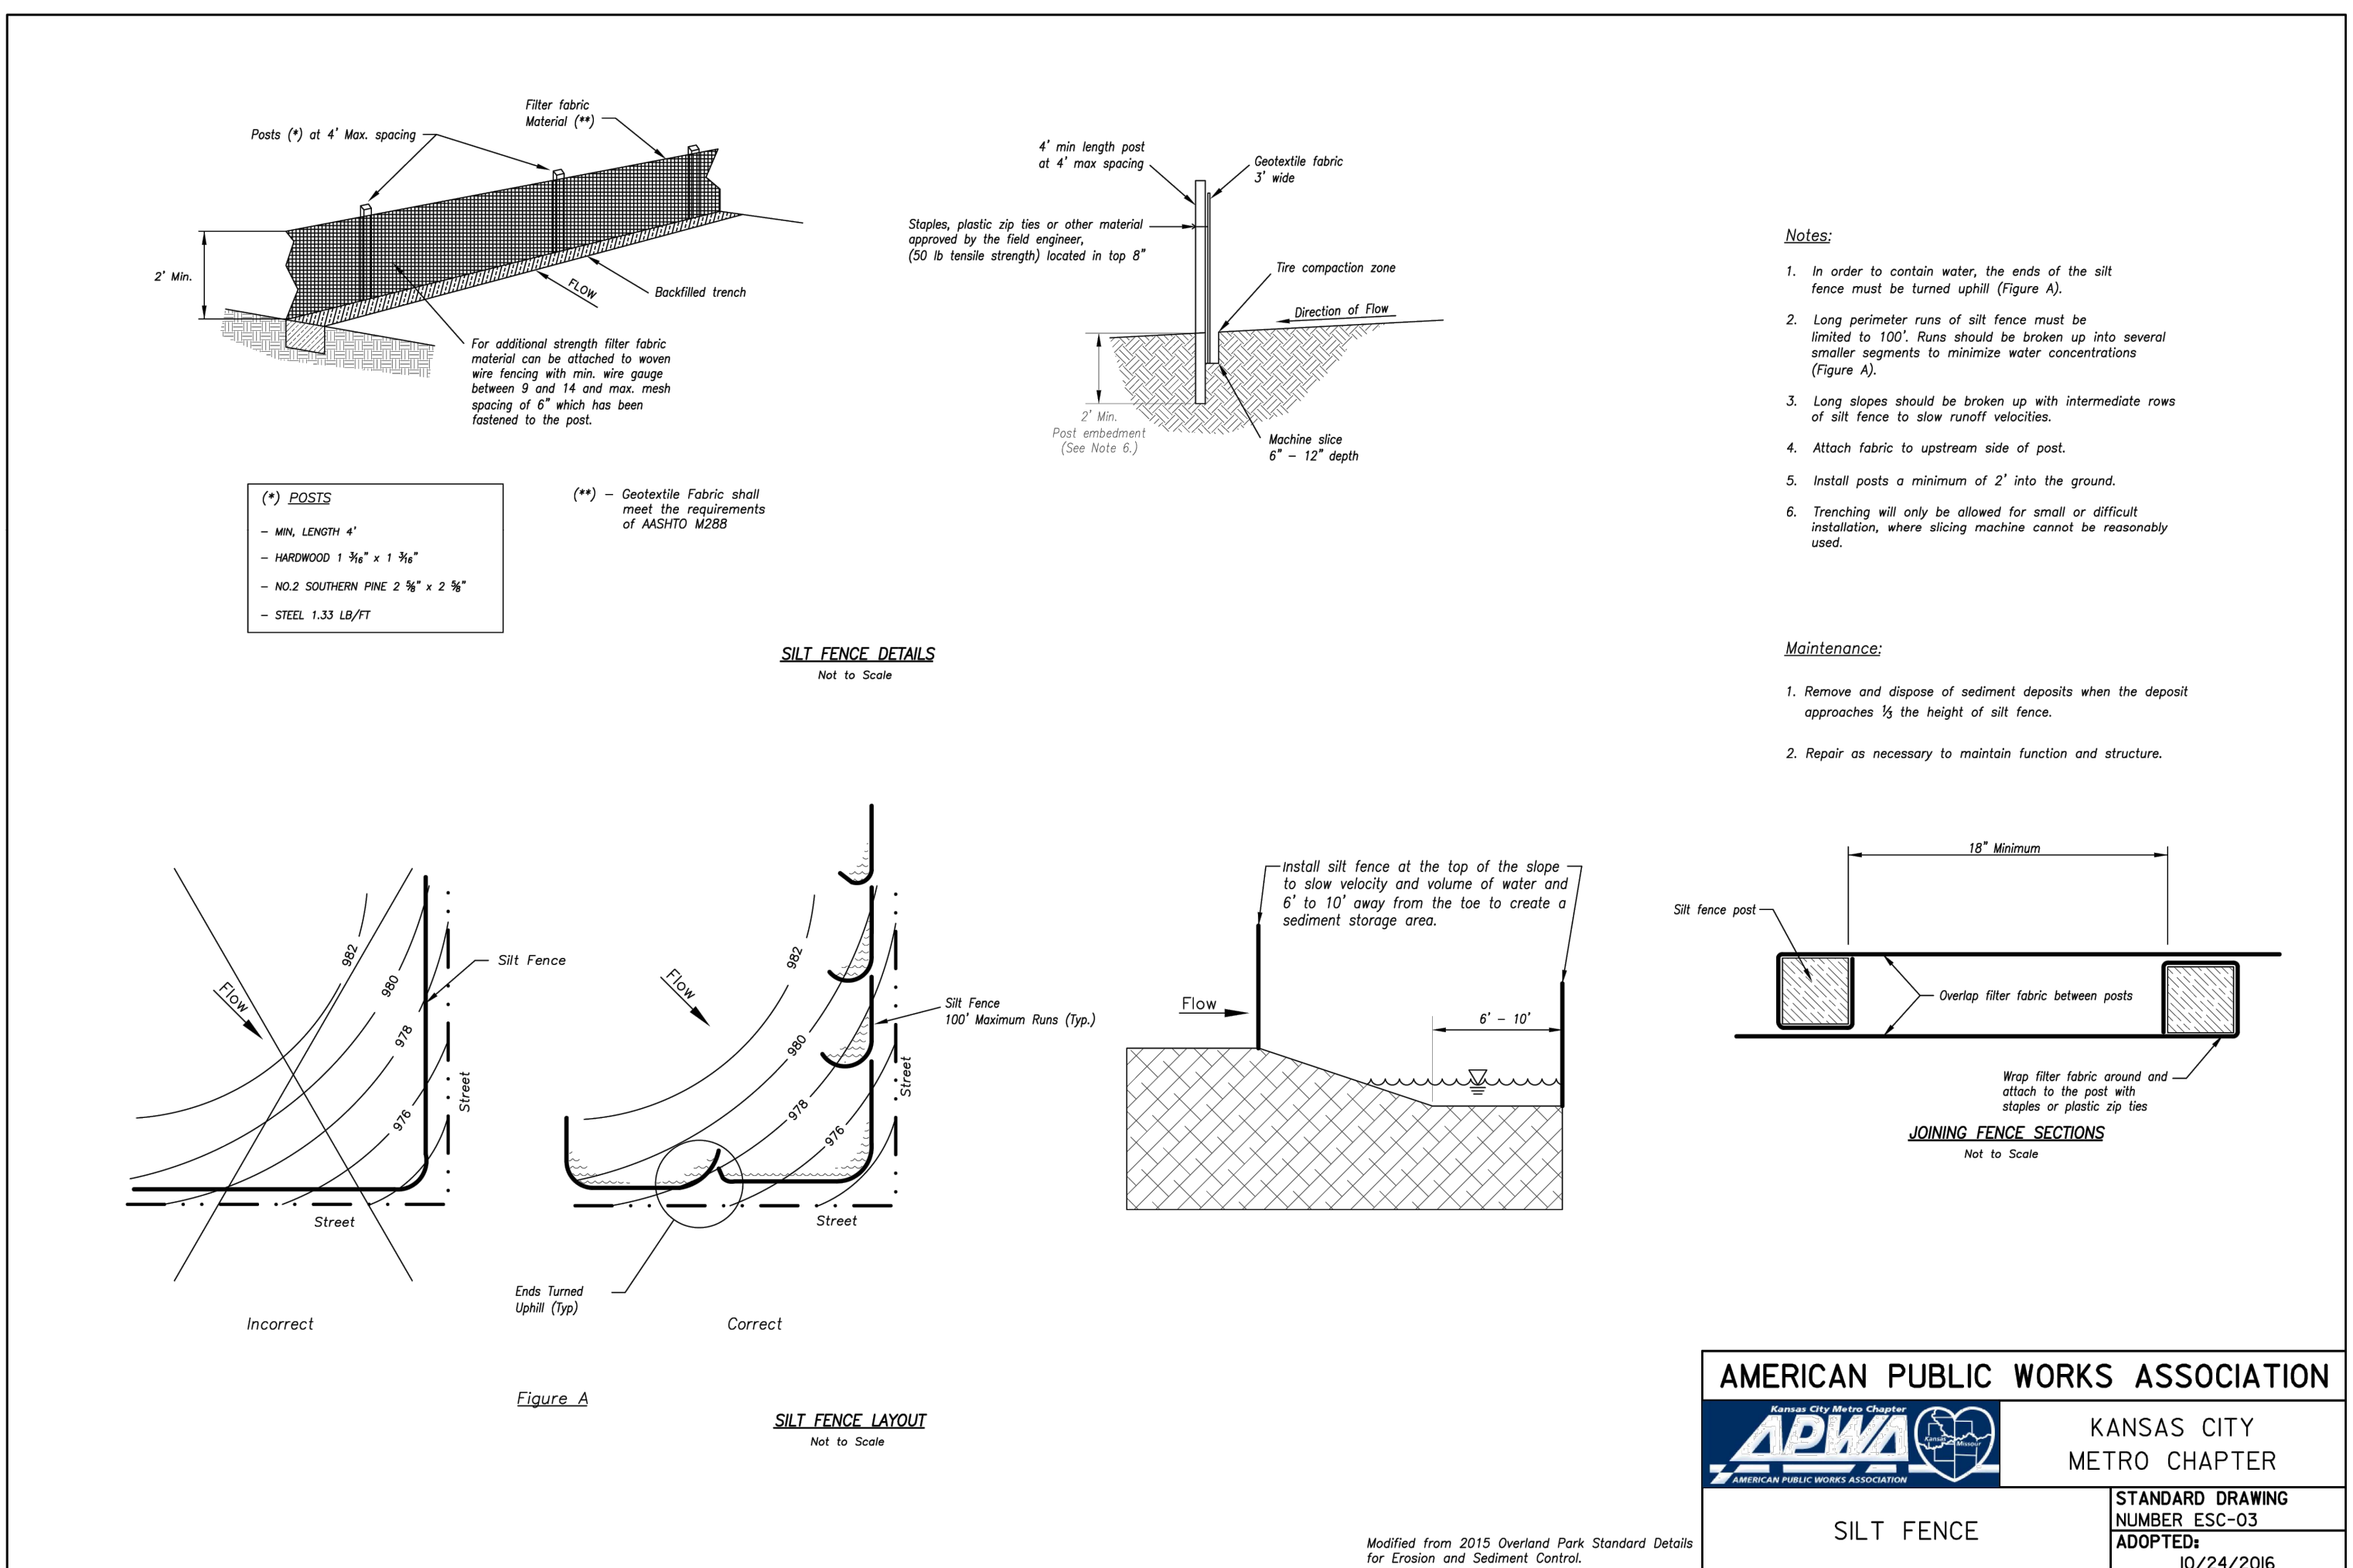 Filter fabric
Material (**)
Posts (*) at 4' Max. spacing
2' Min.
FLOW
Backfilled trench
For additional strength filter fabric
material can be attached to woven
wire fencing with min. wire gauge
between 9 and 14 and max. mesh
spacing of 6" which has been
fastened to the post.
(*) POSTS
– MIN, LENGTH 4'
– HARDWOOD 1 3/16" x 1 3/16"
– NO.2 SOUTHERN PINE 2 5/8" x 2 5/8"
– STEEL 1.33 LB/FT
(**) – Geotextile Fabric shall
meet the requirements
of AASHTO M288
4' min length post
at 4' max spacing
Geotextile fabric
3' wide
Staples, plastic zip ties or other material
approved by the field engineer,
(50 lb tensile strength) located in top 8"
Tire compaction zone
Direction of Flow
2' Min.
Post embedment
(See Note 6.)
Machine slice
6" – 12" depth
SILT FENCE DETAILS
Not to Scale
Notes:
1. In order to contain water, the ends of the silt
fence must be turned uphill (Figure A).
2. Long perimeter runs of silt fence must be
limited to 100'. Runs should be broken up into several
smaller segments to minimize water concentrations
(Figure A).
3. Long slopes should be broken up with intermediate rows
of silt fence to slow runoff velocities.
4. Attach fabric to upstream side of post.
5. Install posts a minimum of 2' into the ground.
6. Trenching will only be allowed for small or difficult
installation, where slicing machine cannot be reasonably
used.
Maintenance:
1. Remove and dispose of sediment deposits when the deposit
approaches 1/3 the height of silt fence.
2. Repair as necessary to maintain function and structure.
982
980
978
976
Flow
Silt Fence
Street
Street
Incorrect
982
980
978
976
Flow
Silt Fence
100' Maximum Runs (Typ.)
Street
Street
Ends Turned
Uphill (Typ)
Correct
Figure A
SILT FENCE LAYOUT
Not to Scale
Install silt fence at the top of the slope
to slow velocity and volume of water and
6' to 10' away from the toe to create a
sediment storage area.
Flow
6' – 10'
18" Minimum
Silt fence post
Overlap filter fabric between posts
Wrap filter fabric around and
attach to the post with
staples or plastic zip ties
JOINING FENCE SECTIONS
Not to Scale
AMERICAN PUBLIC WORKS ASSOCIATION
Kansas City Metro Chapter
APWA
Kansas
Missouri
AMERICAN PUBLIC WORKS ASSOCIATION
KANSAS CITY
METRO CHAPTER
SILT FENCE
STANDARD DRAWING
NUMBER ESC-03
ADOPTED:
10/24/2016
Modified from 2015 Overland Park Standard Details
for Erosion and Sediment Control.